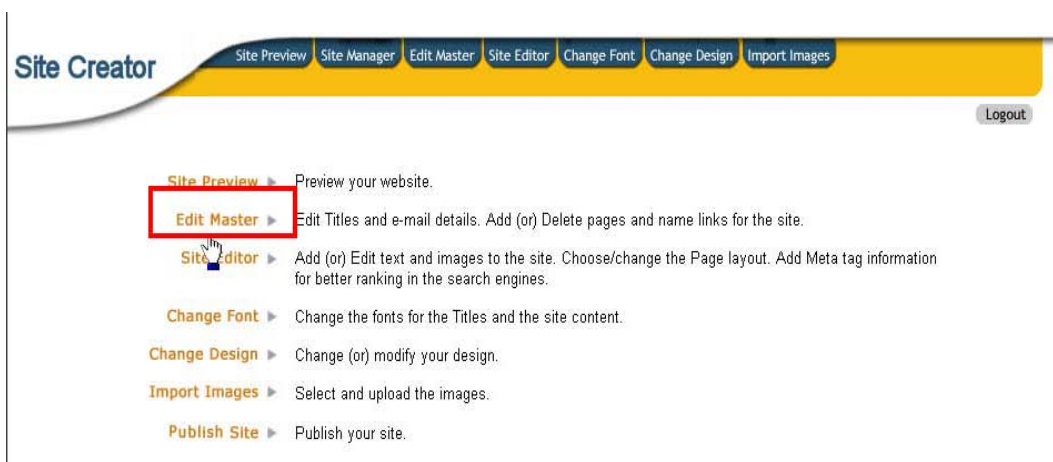 Site Creator
Site Preview Site Manager Edit Master Site Editor Change Font Change Design Import Images
Logout
Site Preview Preview your website.
Edit Master Edit Titles and e-mail details. Add (or) Delete pages and name links for the site.
Site Editor Add (or) Edit text and images to the site. Choose/change the Page layout. Add Meta tag information
for better ranking in the search engines.
Change Font Change the fonts for the Titles and the site content.
Change Design Change (or) modify your design.
Import Images Select and upload the images.
Publish Site Publish your site.